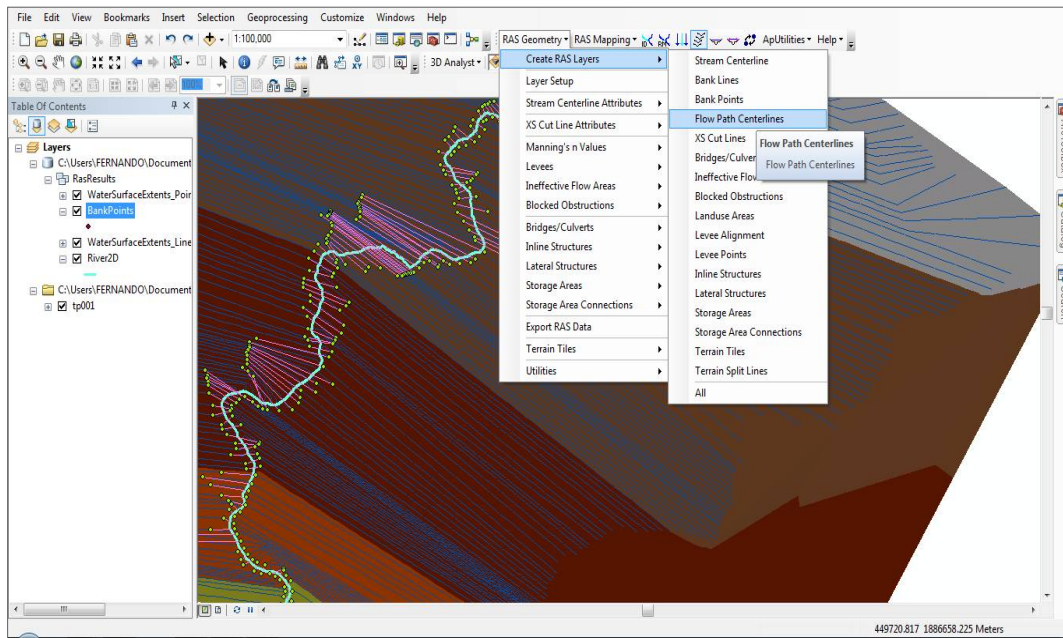 File Edit View Bookmarks Insert Selection Geoprocessing Customize Windows Help
1:100,000
RAS Geometry RAS Mapping ApUtilities Help
3D Analyst
100%
Table Of Contents
Layers
C:\Users\FERNANDO\Document
RasResults
WaterSurfaceExtents_Poir
BankPoints
WaterSurfaceExtents_Line
River2D
C:\Users\FERNANDO\Document
tp001
Create RAS Layers
Layer Setup
Stream Centerline Attributes
XS Cut Line Attributes
Manning's n Values
Levees
Ineffective Flow Areas
Blocked Obstructions
Bridges/Culverts
Inline Structures
Lateral Structures
Storage Areas
Storage Area Connections
Export RAS Data
Terrain Tiles
Utilities
Stream Centerline
Bank Lines
Bank Points
Flow Path Centerlines
XS Cut Lines
Bridges/Culver
Ineffective Flow
Blocked Obstructions
Landuse Areas
Levee Alignment
Levee Points
Inline Structures
Lateral Structures
Storage Areas
Storage Area Connections
Terrain Tiles
Terrain Split Lines
All
Flow Path Centerlines
Flow Path Centerlines
449720.817 1886658.225 Meters